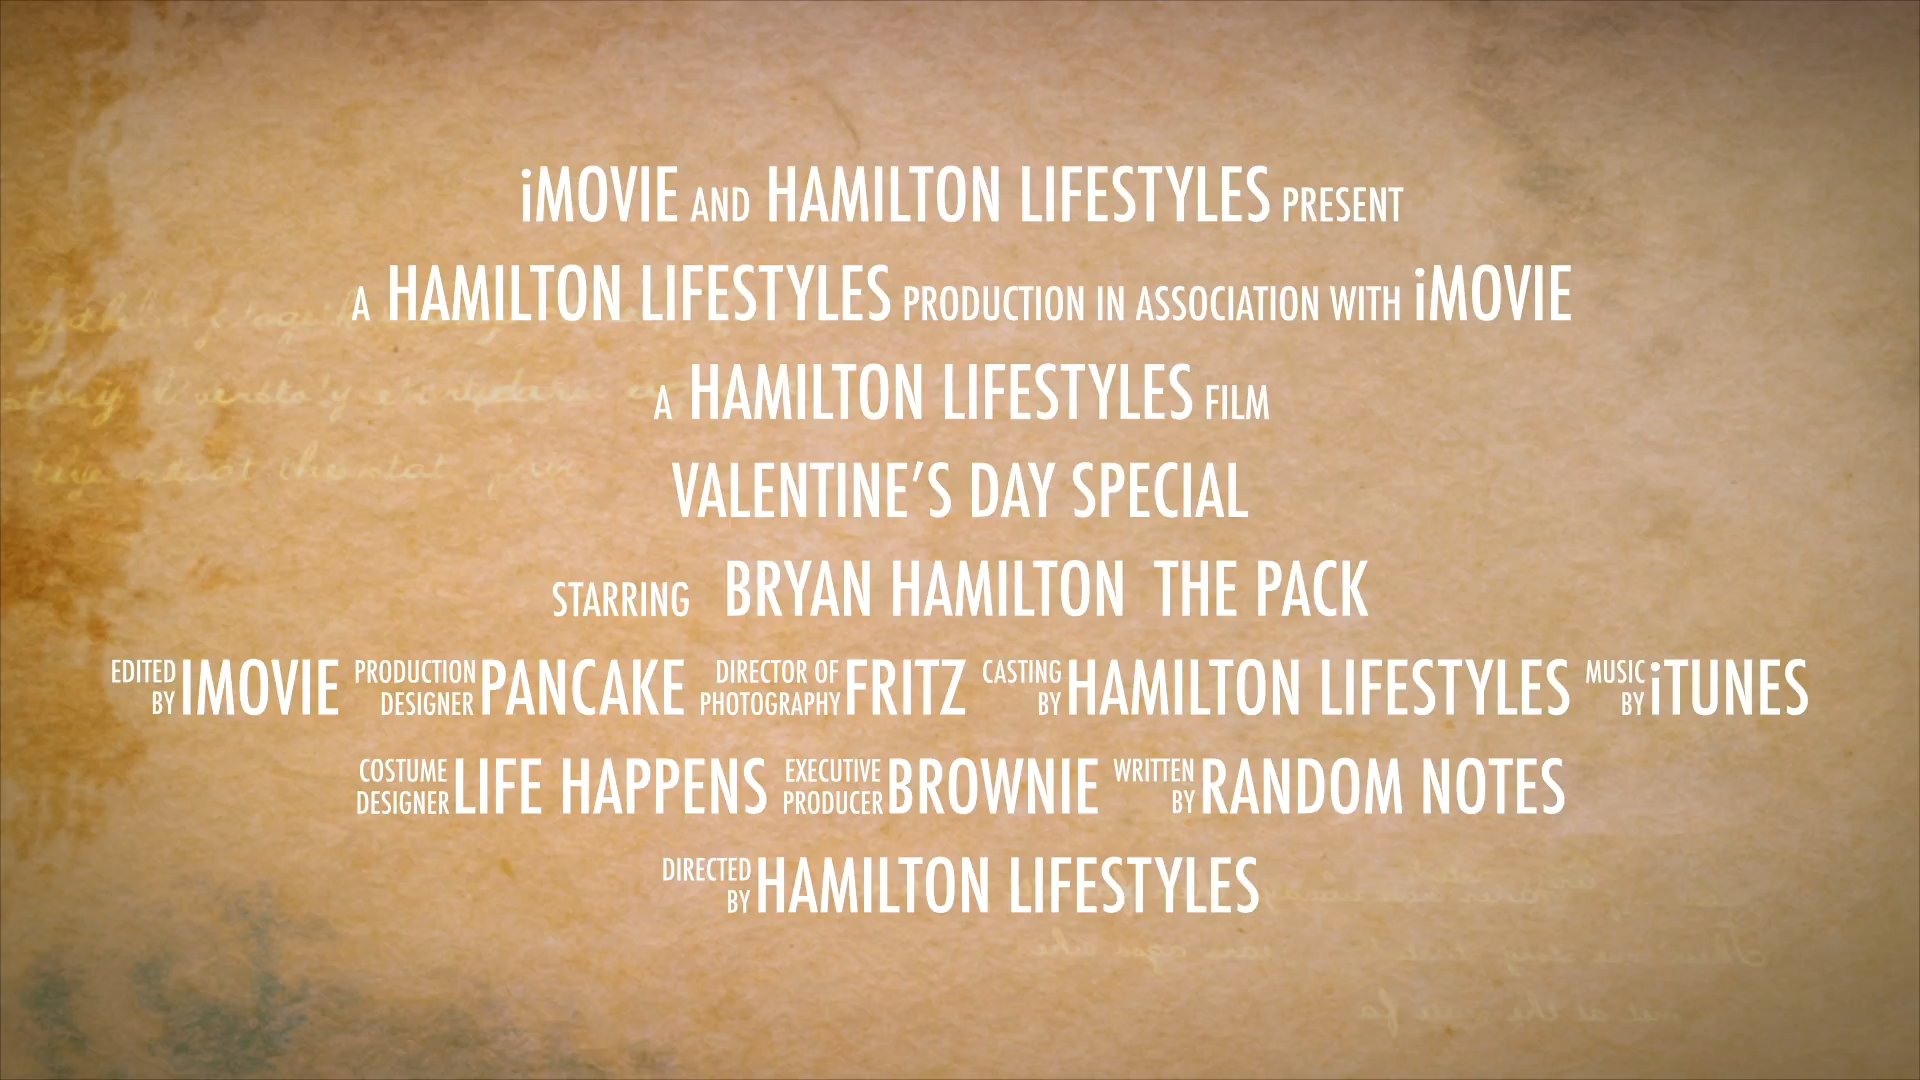 iMOVIE AND HAMILTON LIFESTYLES PRESENT
A HAMILTON LIFESTYLES PRODUCTION IN ASSOCIATION WITH iMOVIE
A HAMILTON LIFESTYLES FILM
VALENTINE’S DAY SPECIAL
STARRING BRYAN HAMILTON THE PACK
EDITED BY IMOVIE PRODUCTION DESIGNER PANCAKE DIRECTOR OF PHOTOGRAPHY FRITZ CASTING BY HAMILTON LIFESTYLES MUSIC BY iTUNES
COSTUME DESIGNER LIFE HAPPENS EXECUTIVE PRODUCER BROWNIE WRITTEN BY RANDOM NOTES
DIRECTED BY HAMILTON LIFESTYLES